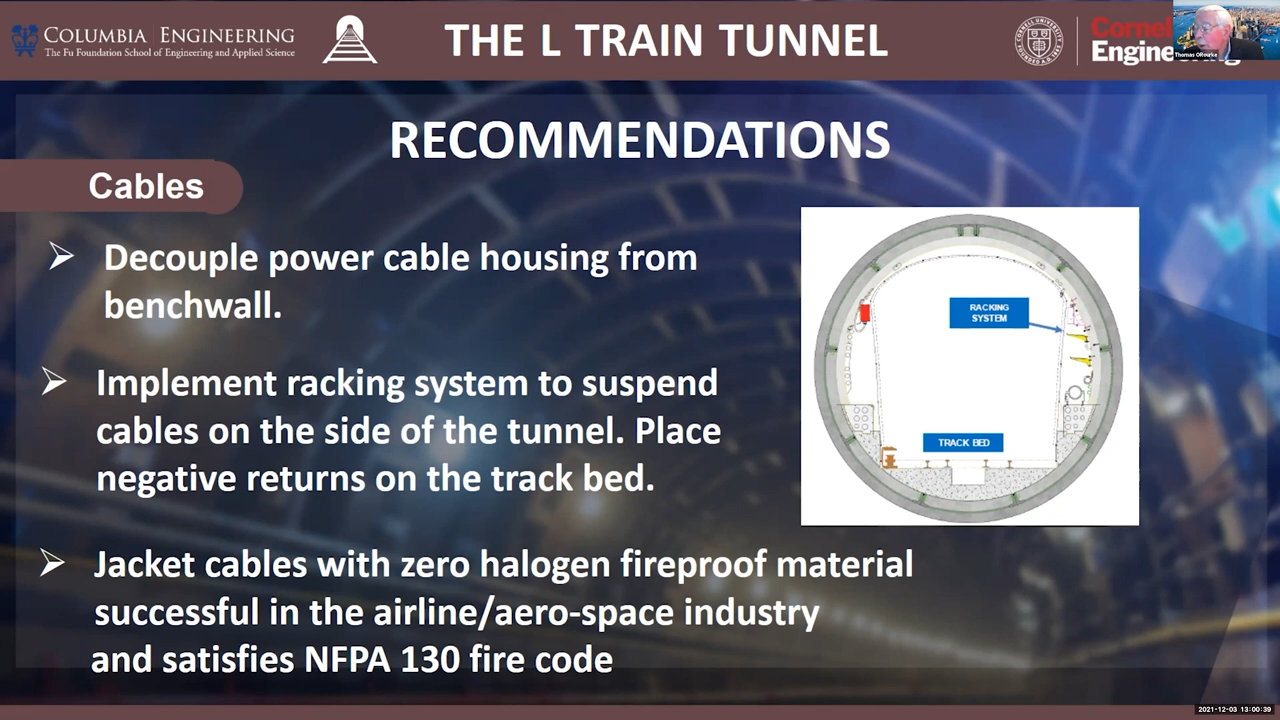 COLUMBIA ENGINEERING
The Fu Foundation School of Engineering and Applied Science
THE L TRAIN TUNNEL
Thomas ORourke
RECOMMENDATIONS
Cables
Decouple power cable housing from
benchwall.
Implement racking system to suspend
cables on the side of the tunnel. Place
negative returns on the track bed.
RACKING
SYSTEM
TRACK BED
Jacket cables with zero halogen fireproof material
successful in the airline/aero-space industry
and satisfies NFPA 130 fire code
2021-12-03 13:00:39